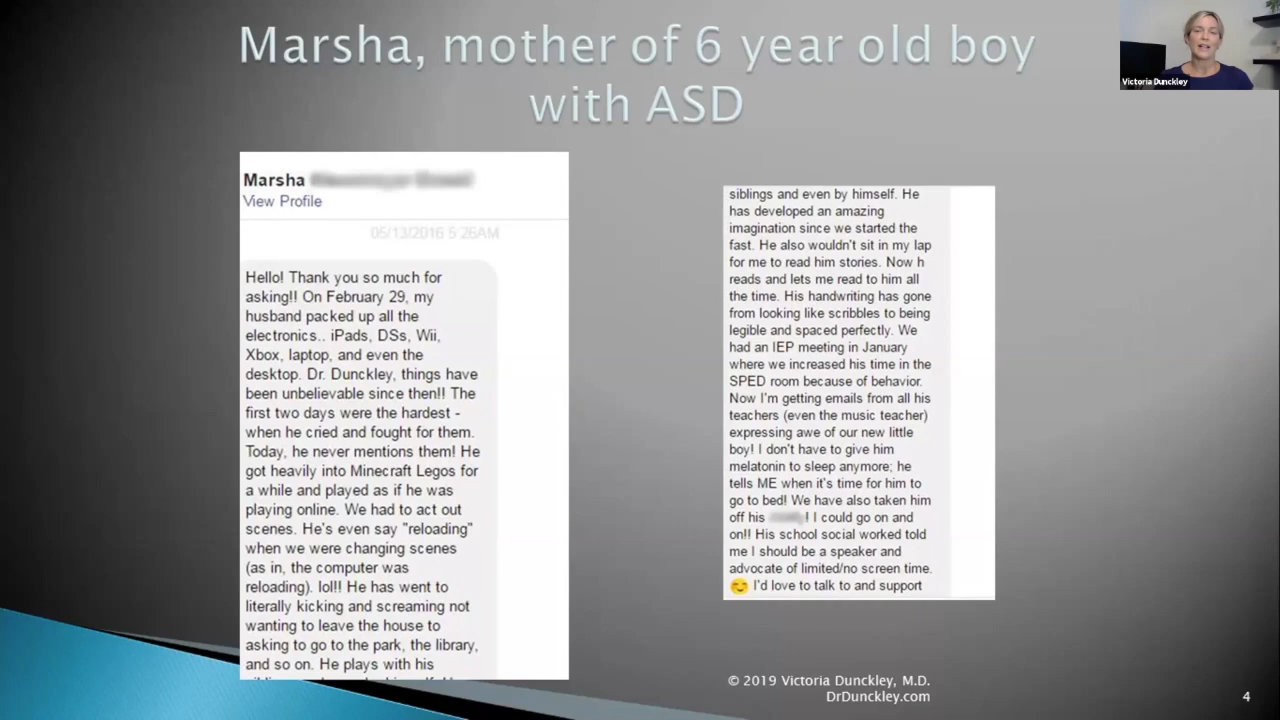 Marsha, mother of 6 year old boy
with ASD
Victoria Dunckley
Marsha
View Profile
05/13/2016 5:26AM
Hello! Thank you so much for
asking!! On February 29, my
husband packed up all the
electronics.. iPads, DSs, Wii,
Xbox, laptop, and even the
desktop. Dr. Dunckley, things have
been unbelievable since then!! The
first two days were the hardest -
when he cried and fought for them.
Today, he never mentions them! He
got heavily into Minecraft Legos for
a while and played as if he was
playing online. We had to act out
scenes. He's even say "reloading"
when we were changing scenes
(as in, the computer was
reloading). lol!! He has went to
literally kicking and screaming not
wanting to leave the house to
asking to go to the park, the library,
and so on. He plays with his
siblings and even by himself. He
has developed an amazing
imagination since we started the
fast. He also wouldn't sit in my lap
for me to read him stories. Now h
reads and lets me read to him all
the time. His handwriting has gone
from looking like scribbles to being
legible and spaced perfectly. We
had an IEP meeting in January
where we increased his time in the
SPED room because of behavior.
Now I'm getting emails from all his
teachers (even the music teacher)
expressing awe of our new little
boy! I don't have to give him
melatonin to sleep anymore; he
tells ME when it's time for him to
go to bed! We have also taken him
off his ! I could go on and
on!! His school social worked told
me I should be a speaker and
advocate of limited/no screen time.
I'd love to talk to and support
© 2019 Victoria Dunckley, M.D.
DrDunckley.com
4